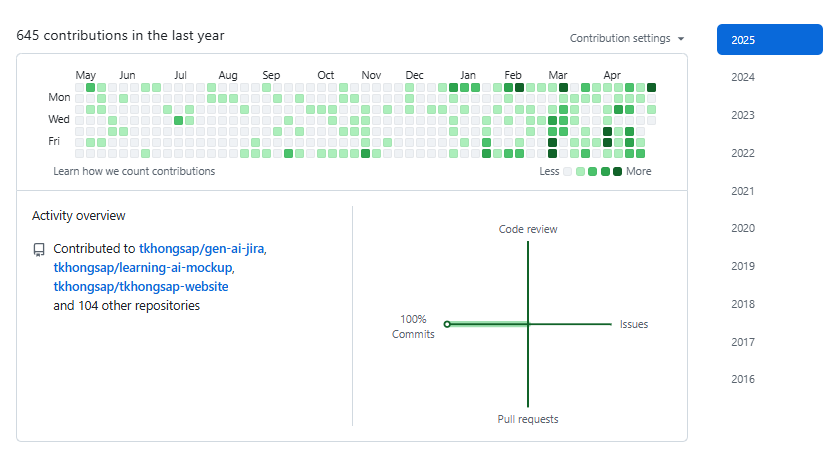 645 contributions in the last year
Contribution settings
May Jun Jul Aug Sep Oct Nov Dec Jan Feb Mar Apr
Mon
Wed
Fri
Learn how we count contributions
Less More
Activity overview
Contributed to tkhongsap/gen-ai-jira,
tkhongsap/learning-ai-mockup,
tkhongsap/tkhongsap-website
and 104 other repositories
Code review
100%
Commits
Issues
Pull requests
2025
2024
2023
2022
2021
2020
2019
2018
2017
2016